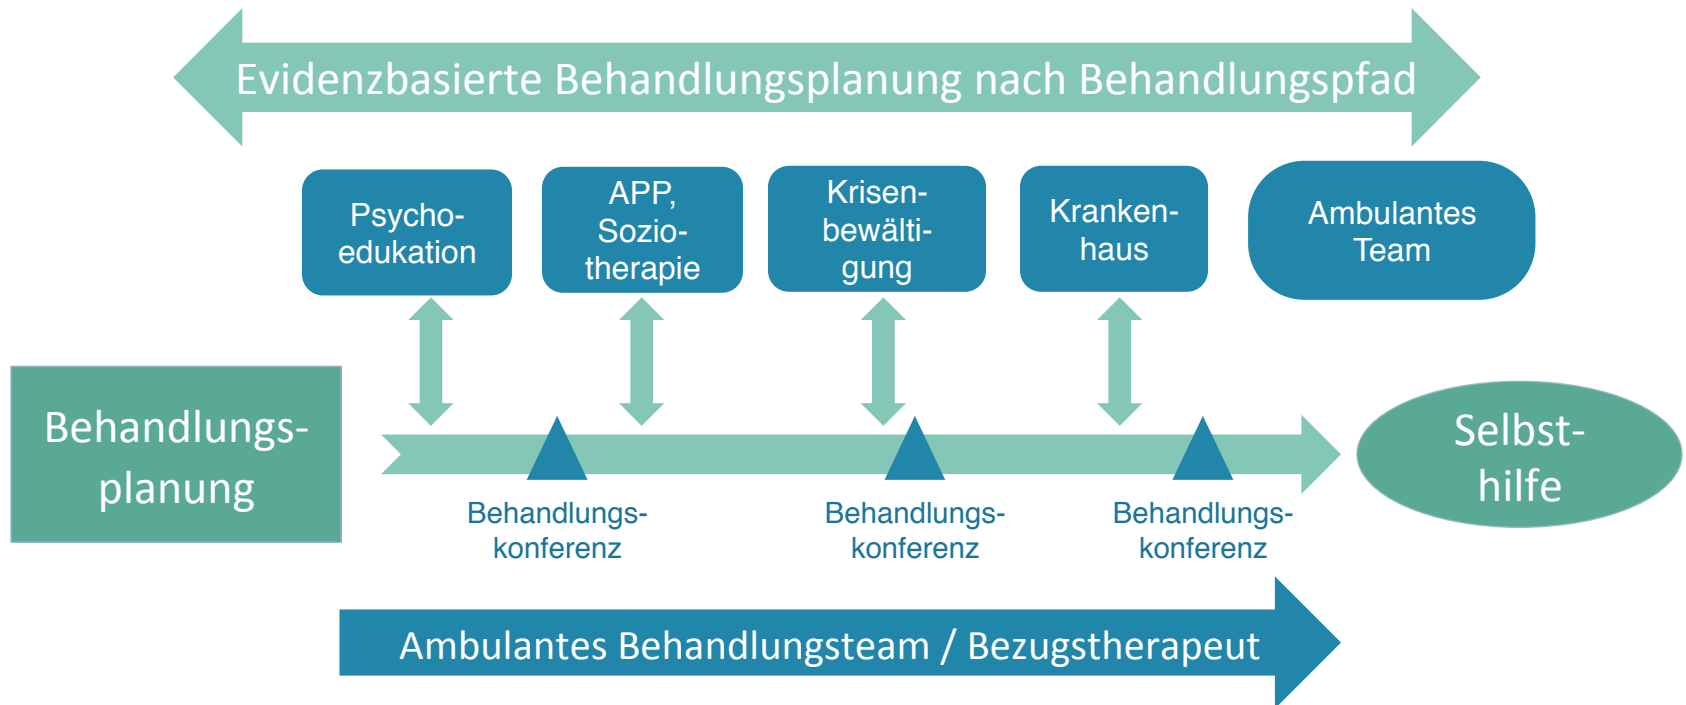 Evidenzbasierte Behandlungsplanung nach Behandlungspfad
Psycho-
edukation
APP,
Sozio-
therapie
Krisen-
bewälti-
gung
Kranken-
haus
Ambulantes
Team
Behandlungs-
planung
Selbst-
hilfe
Behandlungs-
konferenz
Behandlungs-
konferenz
Behandlungs-
konferenz
Ambulantes Behandlungsteam / Bezugstherapeut